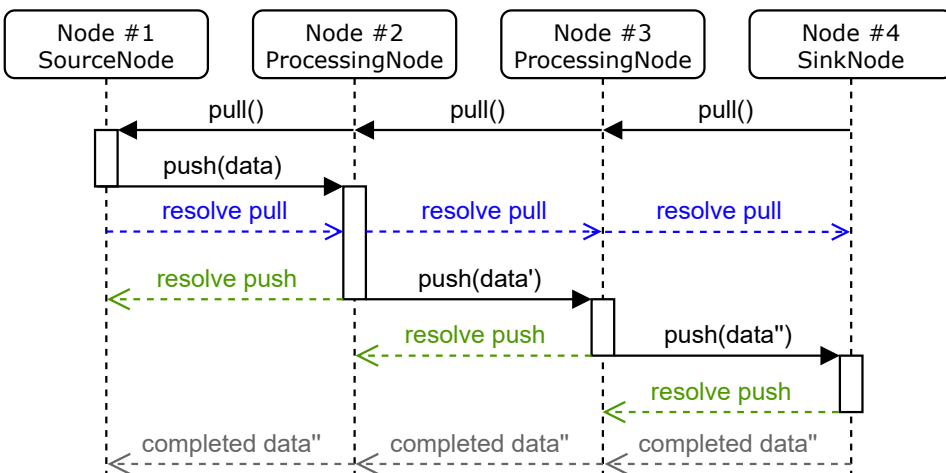 Node #1
SourceNode
Node #2
ProcessingNode
Node #3
ProcessingNode
Node #4
SinkNode
pull()
pull()
pull()
push(data)
resolve pull
resolve pull
resolve pull
resolve push
push(data')
resolve push
push(data'')
resolve push
completed data''
completed data''
completed data''